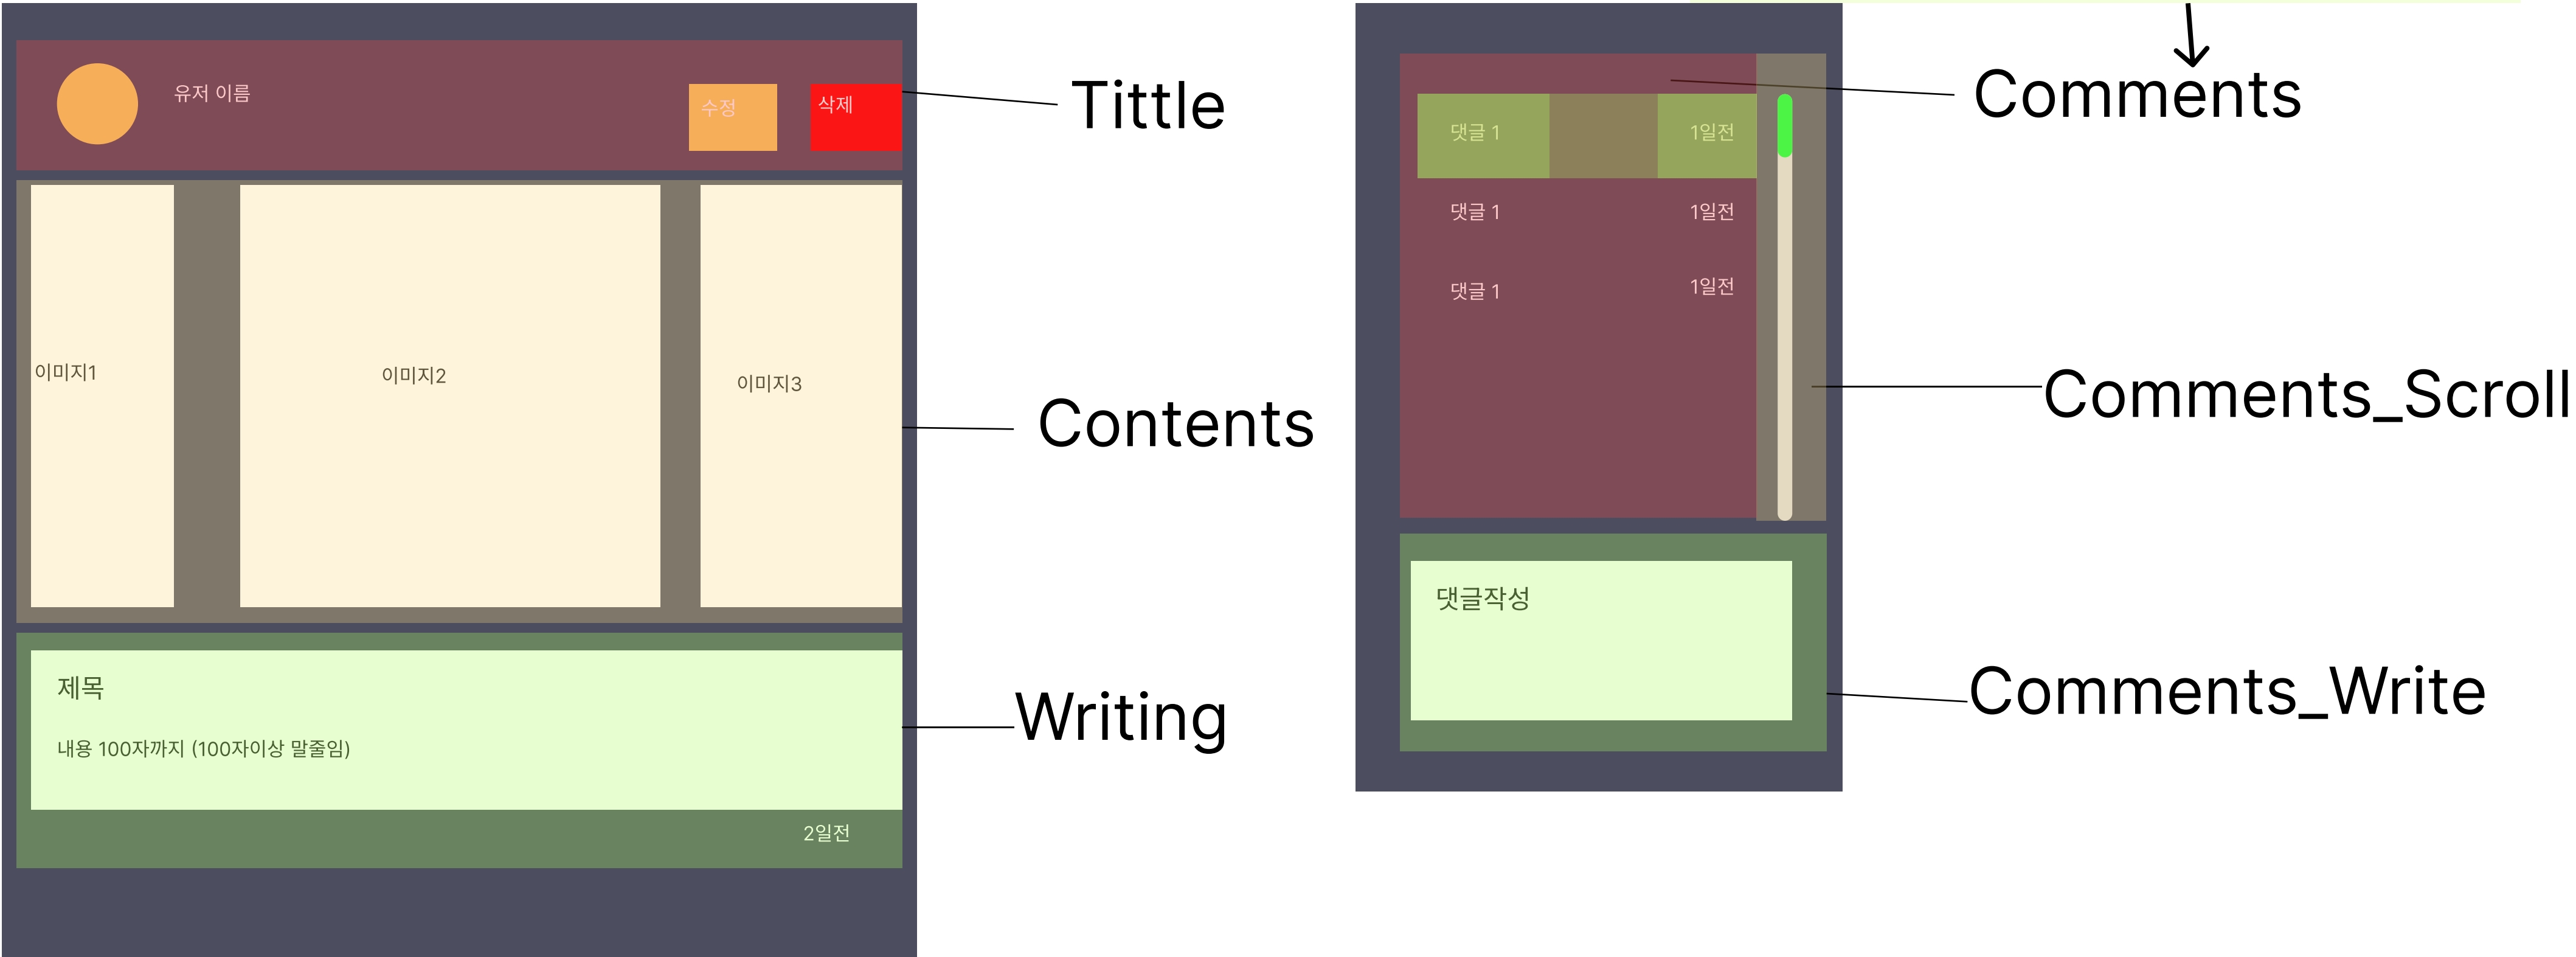 유저 이름
수정
삭제
Tittle
이미지1
이미지2
이미지3
Contents
제목
내용 100자까지 (100자이상 말줄임)
2일전
Writing
Comments
댓글 1
1일전
댓글 1
1일전
댓글 1
1일전
Comments_Scroll
댓글작성
Comments_Write